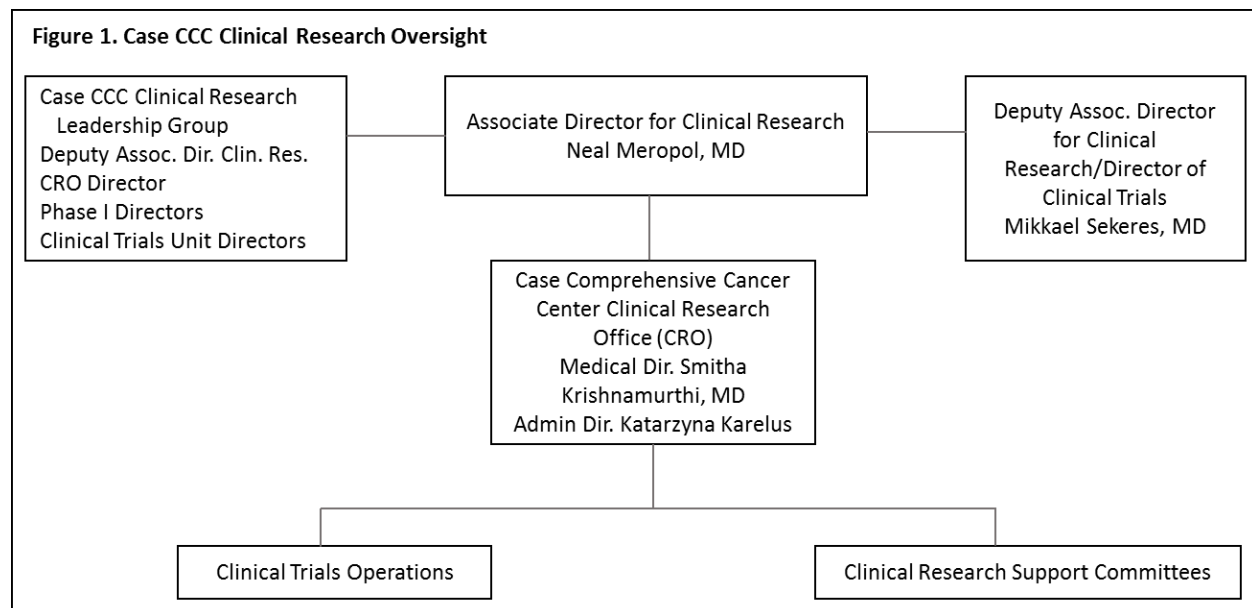 Figure 1. Case CCC Clinical Research Oversight
Case CCC Clinical Research
Leadership Group
Deputy Assoc. Dir. Clin. Res.
CRO Director
Phase I Directors
Clinical Trials Unit Directors
Associate Director for Clinical Research
Neal Meropol, MD
Deputy Assoc. Director
for Clinical
Research/Director of
Clinical Trials
Mikkael Sekeres, MD
Case Comprehensive Cancer
Center Clinical Research
Office (CRO)
Medical Dir. Smitha
Krishnamurthi, MD
Admin Dir. Katarzyna Karelus
Clinical Trials Operations
Clinical Research Support Committees